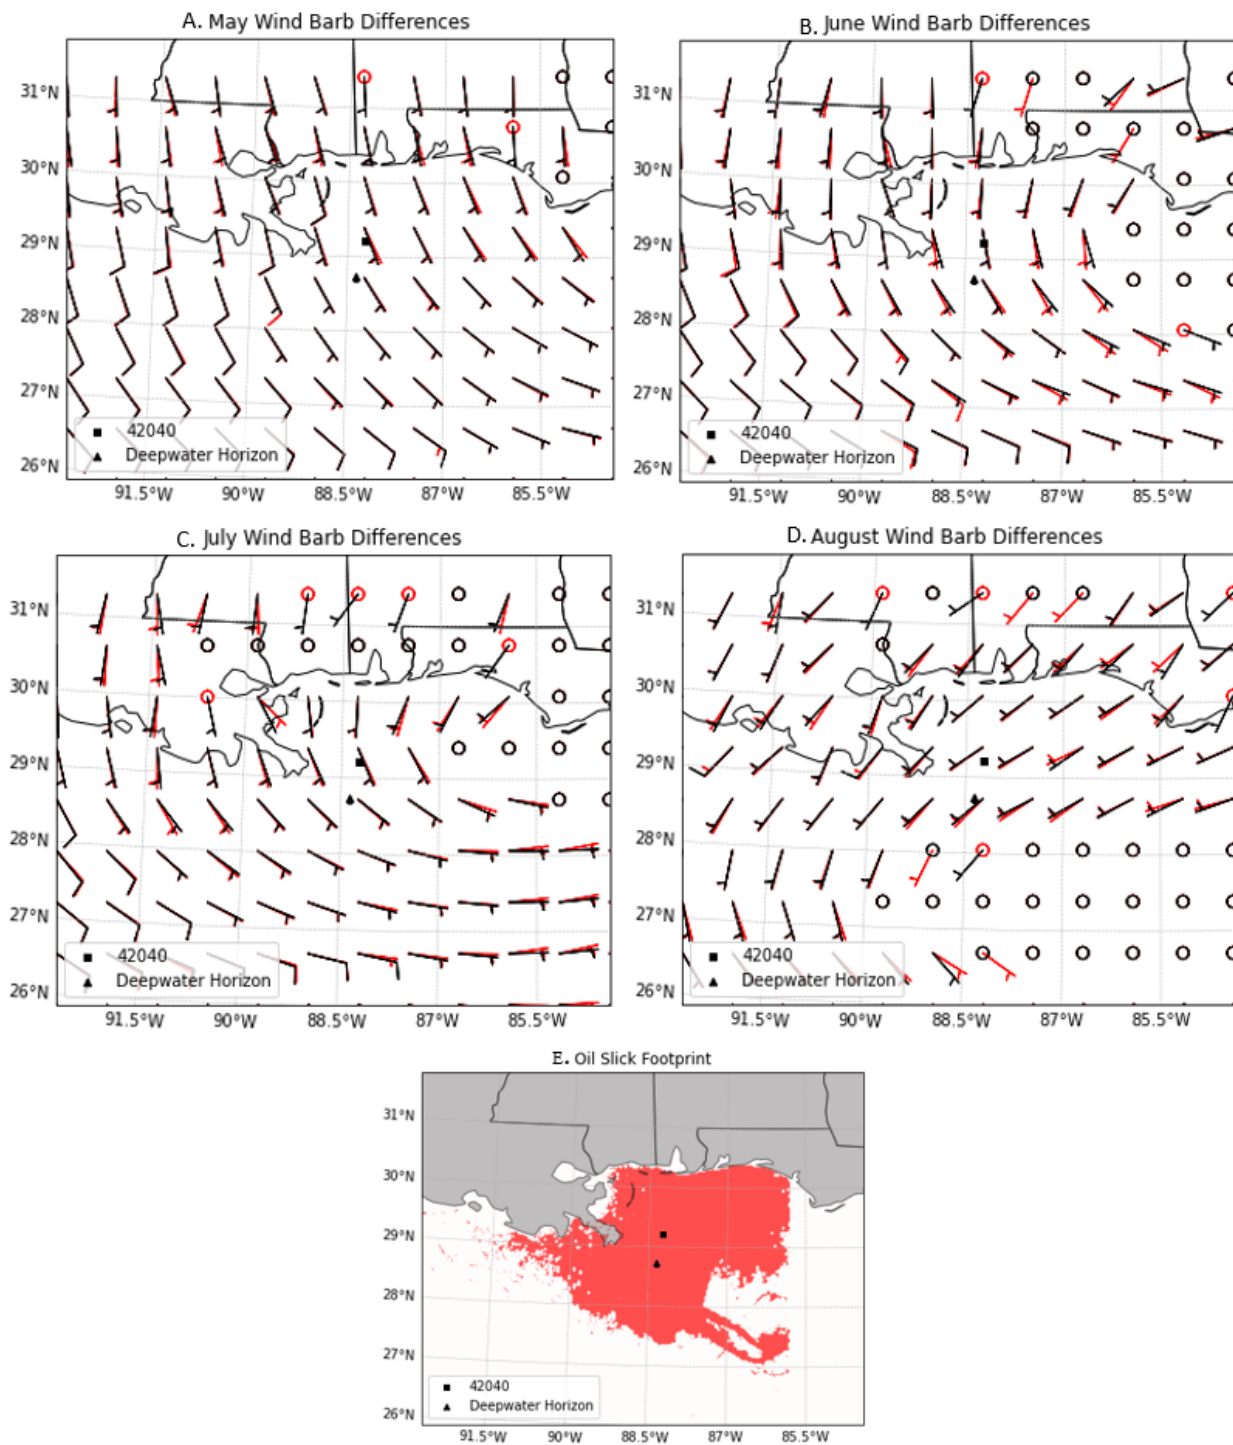 A. May Wind Barb Differences
31°N
30°N
29°N
28°N
27°N
26°N
42040
Deepwater Horizon
91.5°W 90°W 88.5°W 87°W 85.5°W
B. June Wind Barb Differences
31°N
30°N
29°N
28°N
27°N
26°N
42040
Deepwater Horizon
91.5°W 90°W 88.5°W 87°W 85.5°W
C. July Wind Barb Differences
31°N
30°N
29°N
28°N
27°N
26°N
42040
Deepwater Horizon
91.5°W 90°W 88.5°W 87°W 85.5°W
D. August Wind Barb Differences
31°N
30°N
29°N
28°N
27°N
26°N
42040
Deepwater Horizon
91.5°W 90°W 88.5°W 87°W 85.5°W
E. Oil Slick Footprint
31°N
30°N
29°N
28°N
27°N
26°N
42040
Deepwater Horizon
91.5°W 90°W 88.5°W 87°W 85.5°W